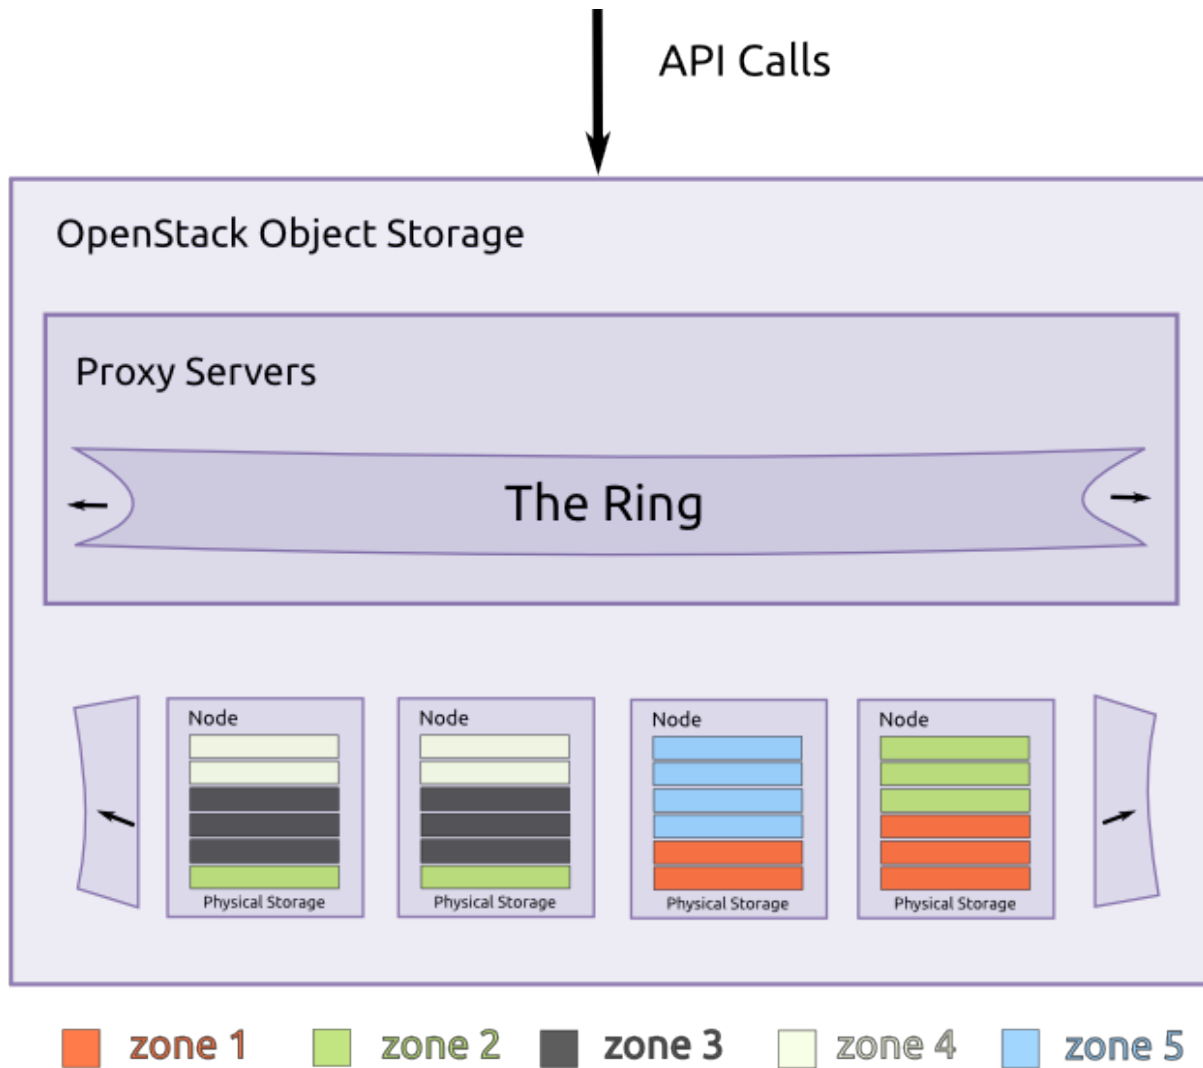 API Calls
OpenStack Object Storage
Proxy Servers
The Ring
Node
Node
Node
Node
Physical Storage
Physical Storage
Physical Storage
Physical Storage
zone 1
zone 2
zone 3
zone 4
zone 5